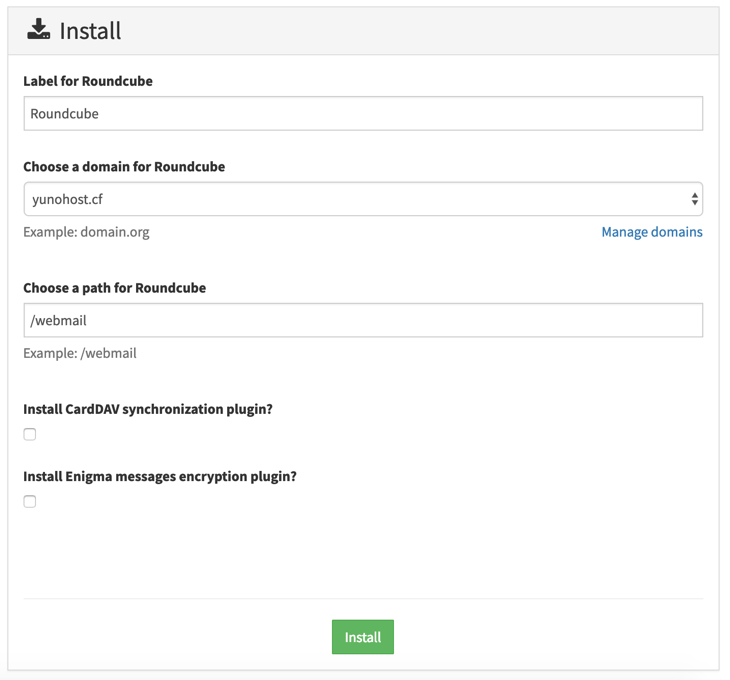 Install
Label for Roundcube
Roundcube
Choose a domain for Roundcube
yunohost.cf
Example: domain.org
Manage domains
Choose a path for Roundcube
/webmail
Example: /webmail
Install CardDAV synchronization plugin?
Install Enigma messages encryption plugin?
Install